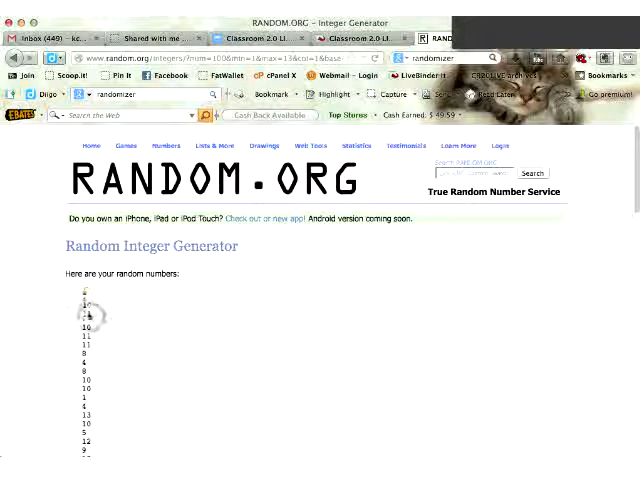 RANDOM.ORG - Integer Generator
Inbox (449) - kc... Shared with me ... Classroom 2.0 LI... Classroom 2.0 LI... RAND
www.random.org/integers/?num=100&min=1&max=13&col=1&base randomizer
Join Scoop.it! Pin It Facebook FatWallet cPanel X Webmail - Login LiveBinder It CR20LIVE archives Bookmarks
Diigo randomizer Bookmark Highlight Capture Send Read Later Go premium!
EBATES Search the Web Cash Back Available Top Stores Cash Earned: $ 49.59
Home Games Numbers Lists & More Drawings Web Tools Statistics Testimonials Learn More Login
RANDOM.ORG
Search RANDOM.ORG
Search
True Random Number Service
Do you own an iPhone, iPad or iPod Touch? Check out our new app! Android version coming soon.
Random Integer Generator
Here are your random numbers:
10
11
11
8
4
8
10
10
1
4
13
10
5
12
9